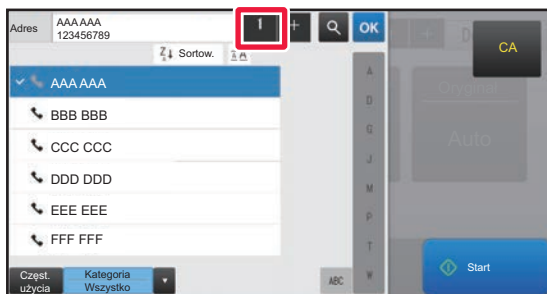 Adres
AAA AAA
123456789
1
+
OK
+
D
CA
Sortow.
AAA AAA
BBB BBB
CCC CCC
DDD DDD
EEE EEE
FFF FFF
A
D
G
J
M
P
T
W
ABC
Oryginał
Auto
Częst.
użycia
Kategoria
Wszystko
Start